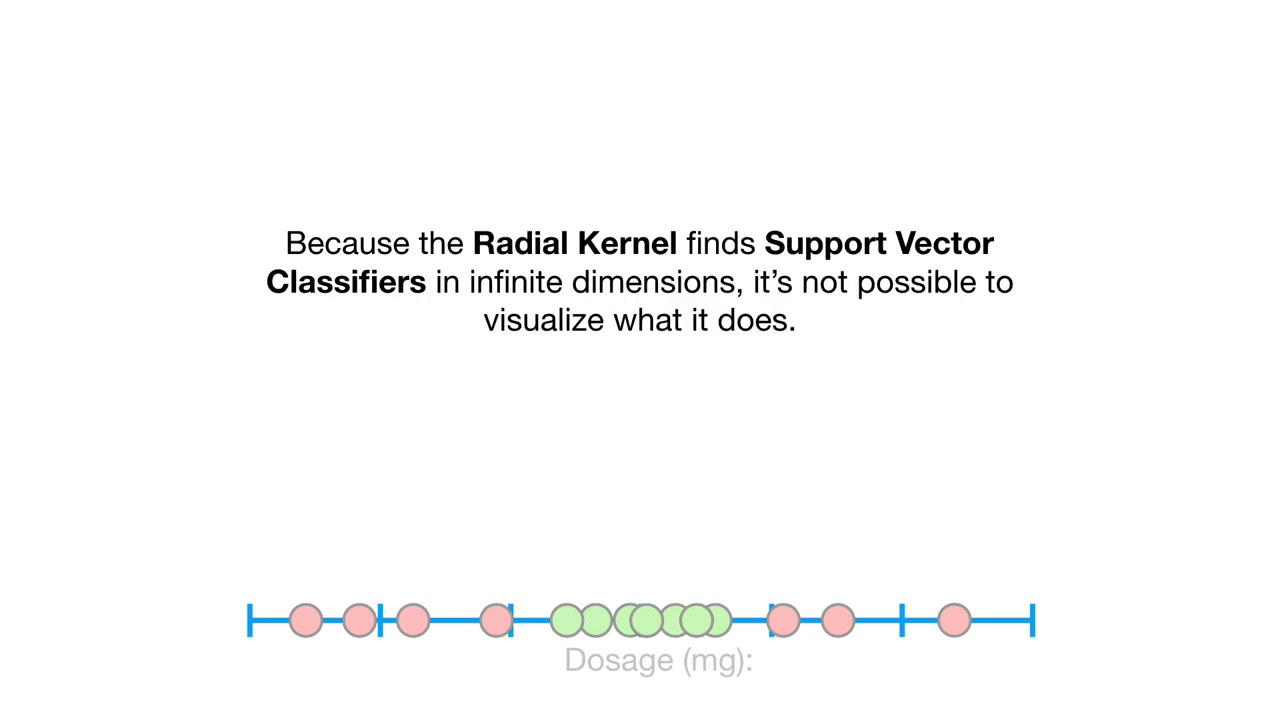 Because the Radial Kernel finds Support Vector
Classifiers in infinite dimensions, it’s not possible to
visualize what it does.
Dosage (mg):